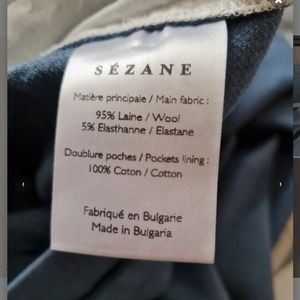 SÉZANE
Matière principale / Main fabric :
95% Laine / Wool
5% Elasthanne / Elastane
Doublure poches / Pockets lining :
100% Coton / Cotton
Fabriqué en Bulgarie
Made in Bulgaria